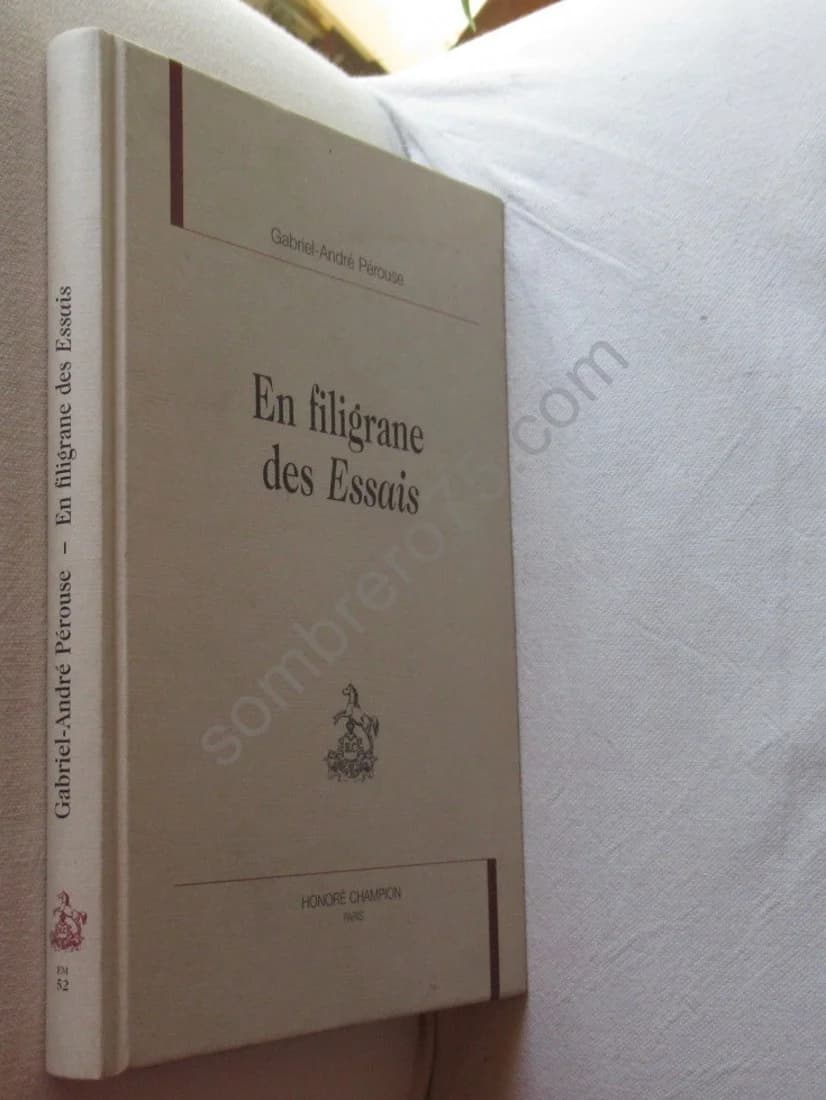 Gabriel-André Pérouse – En filigrane des Essais
EM
52
Gabriel-André Pérouse
En filigrane
des Essais
HONORÉ CHAMPION
PARIS
sombrero75.com